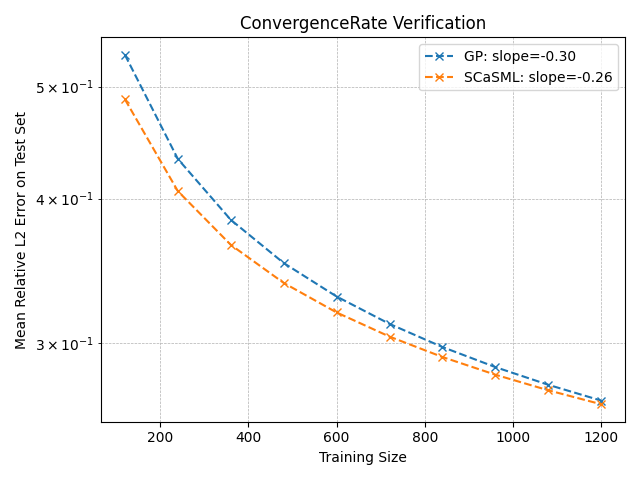 ConvergenceRate Verification
GP: slope=-0.30
SCaSML: slope=-0.26
Mean Relative L2 Error on Test Set
5 × 10⁻¹
4 × 10⁻¹
3 × 10⁻¹
200 400 600 800 1000 1200
Training Size